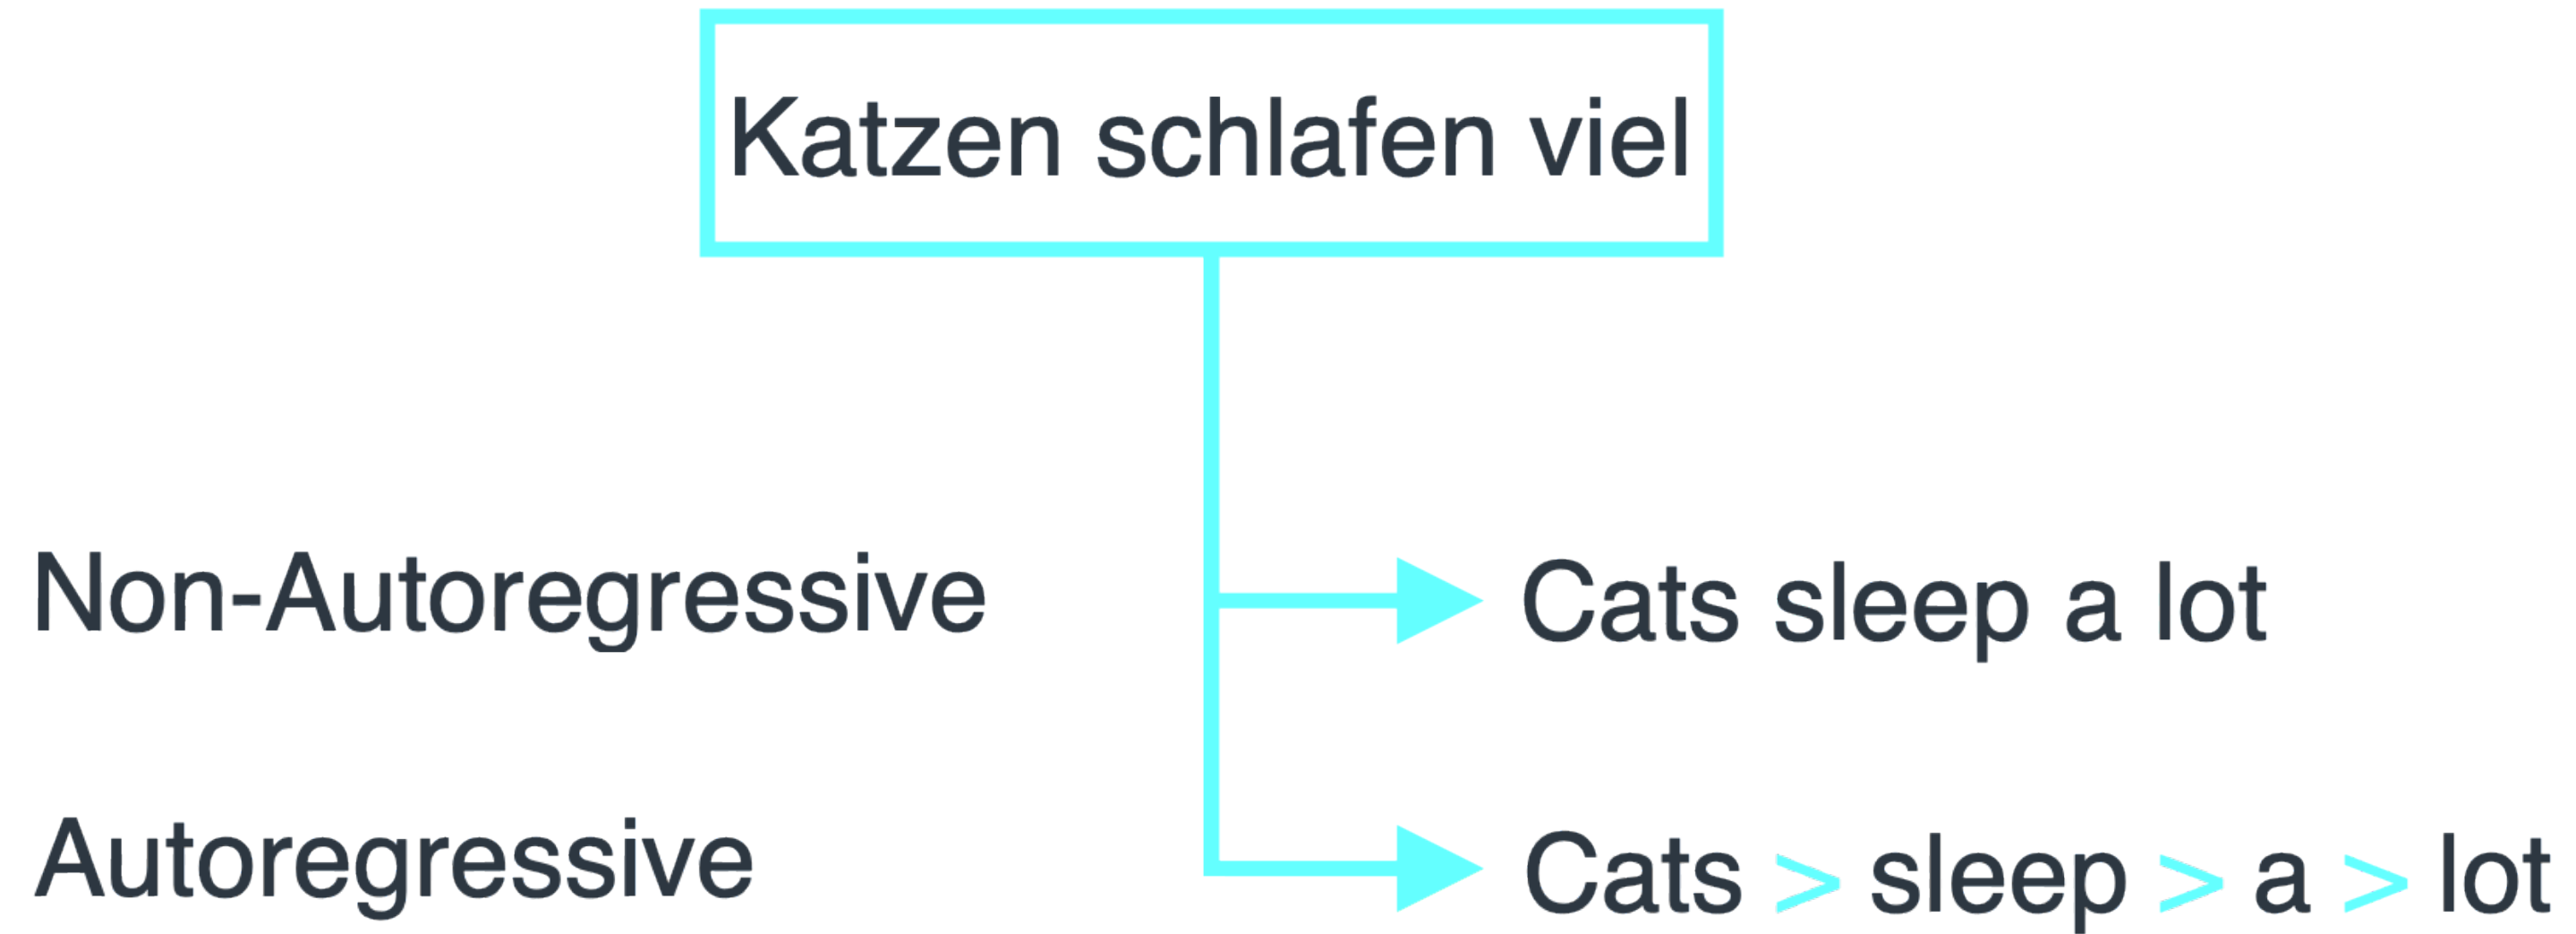 Katzen schlafen viel
Non-Autoregressive
Cats sleep a lot
Autoregressive
Cats > sleep > a > lot